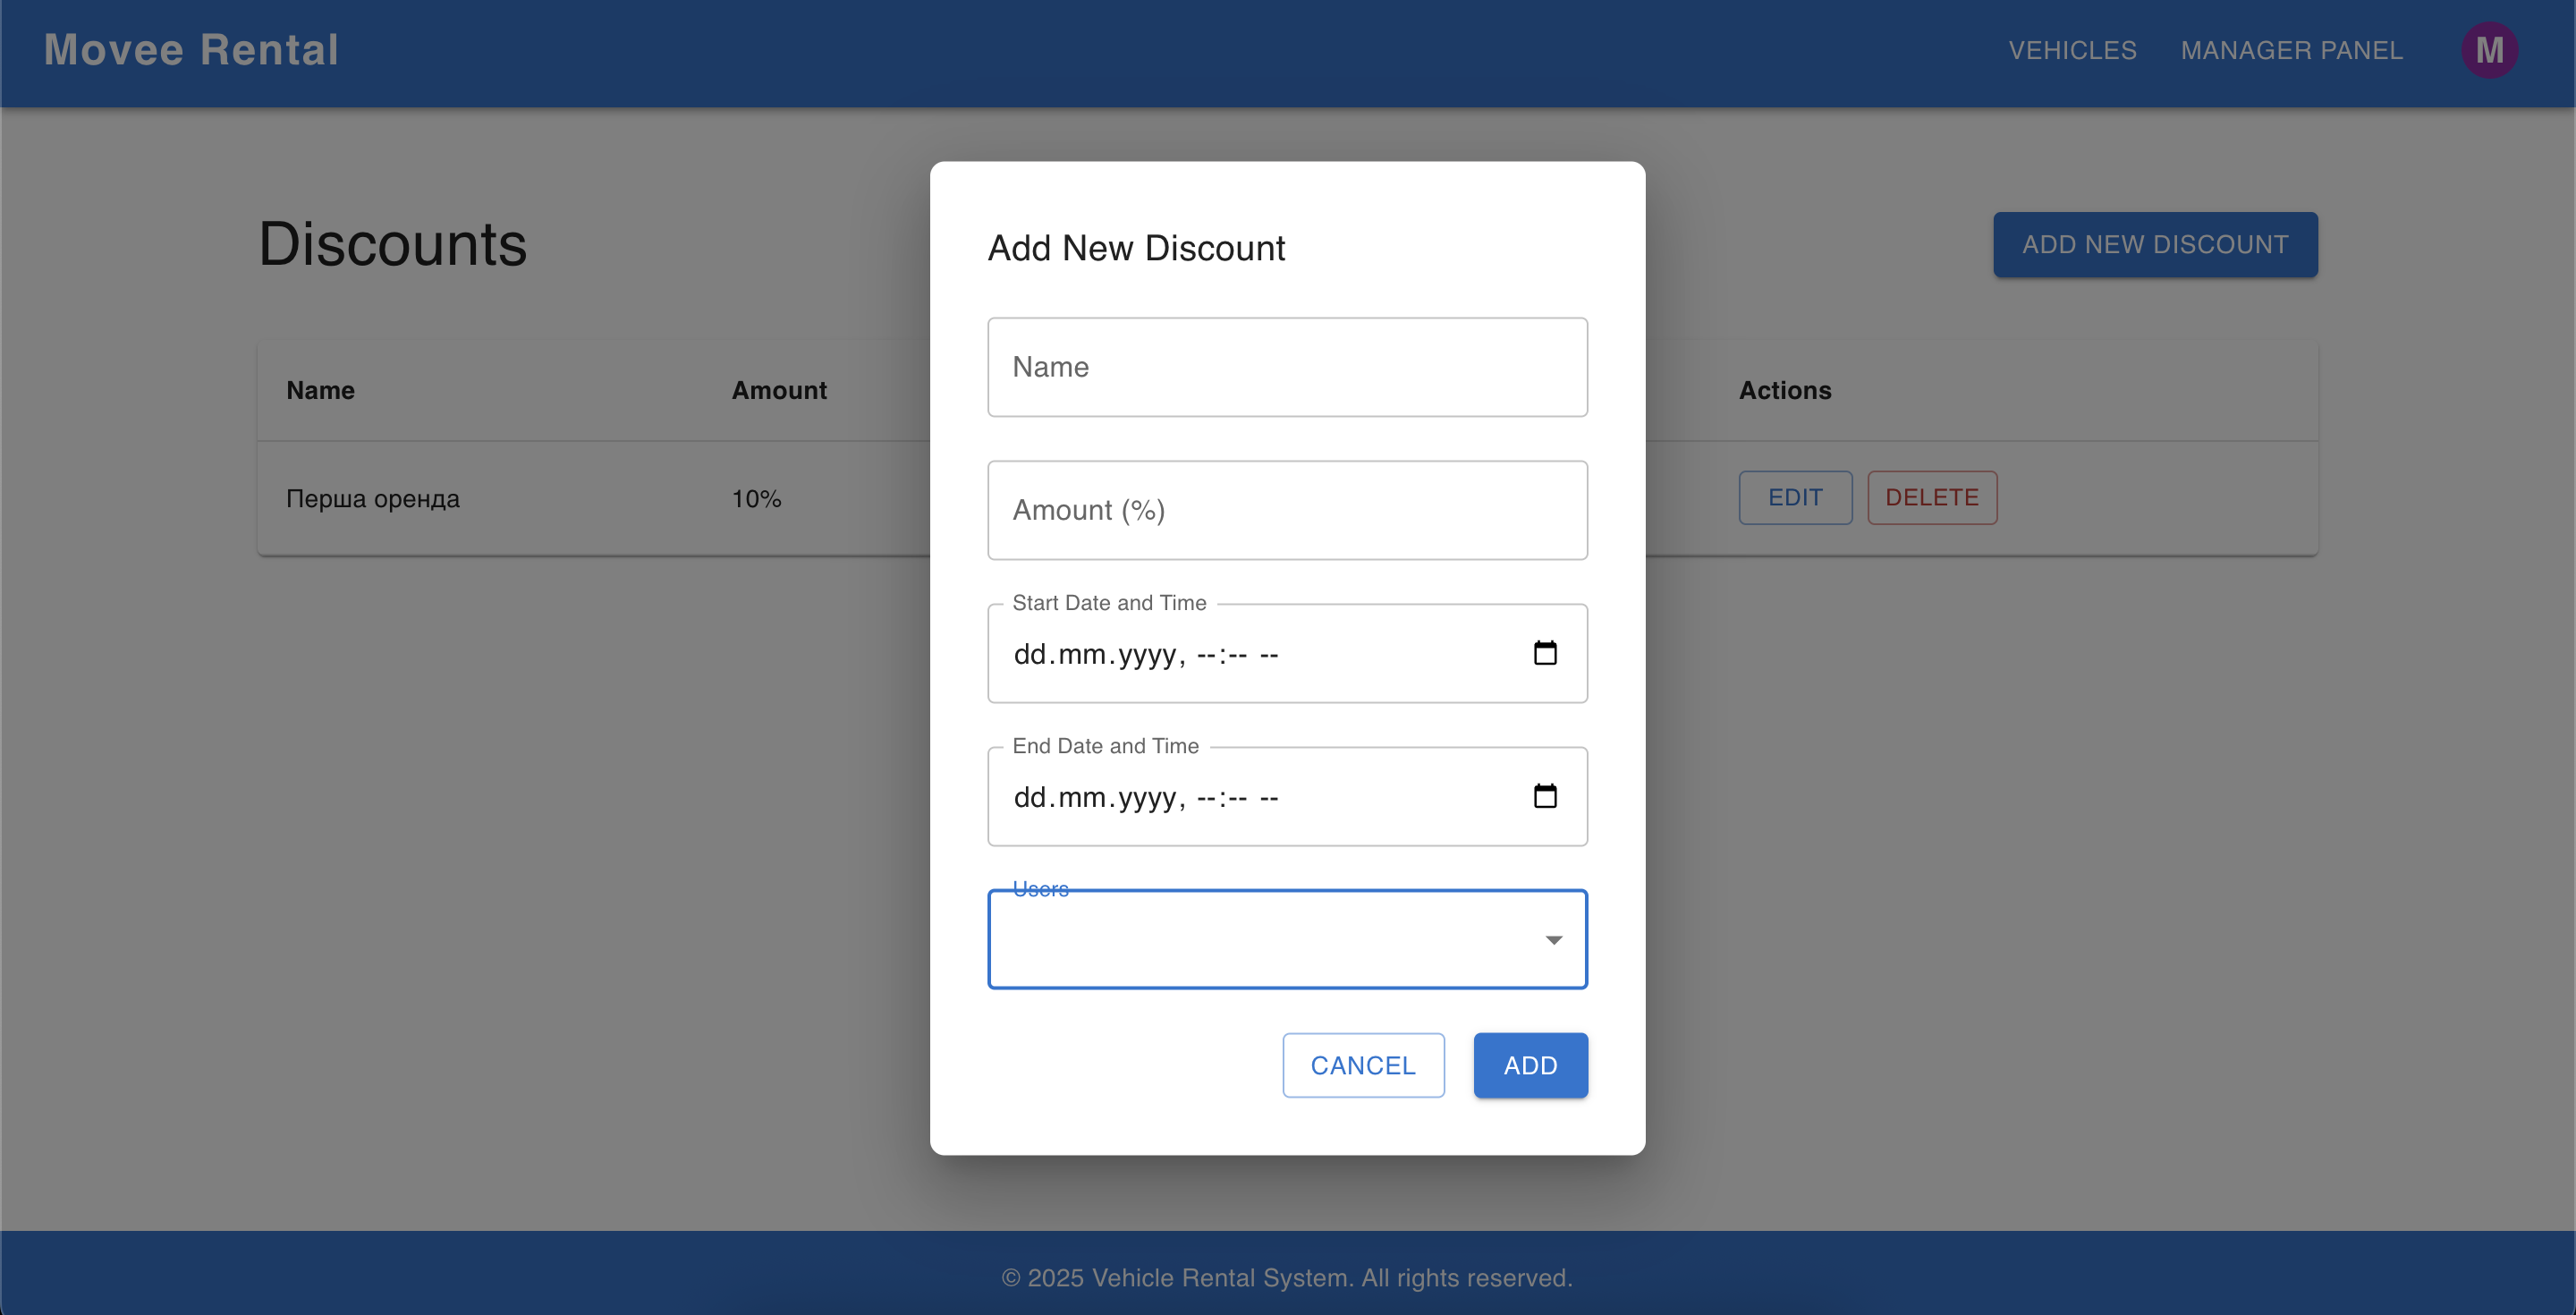 Movee Rental
VEHICLES
MANAGER PANEL
M
Discounts
ADD NEW DISCOUNT
Name
Amount
Actions
Перша оренда
10%
EDIT
DELETE
Add New Discount
Name
Amount (%)
Start Date and Time
dd.mm.yyyy, --:-- --
End Date and Time
dd.mm.yyyy, --:-- --
Users
CANCEL
ADD
© 2025 Vehicle Rental System. All rights reserved.